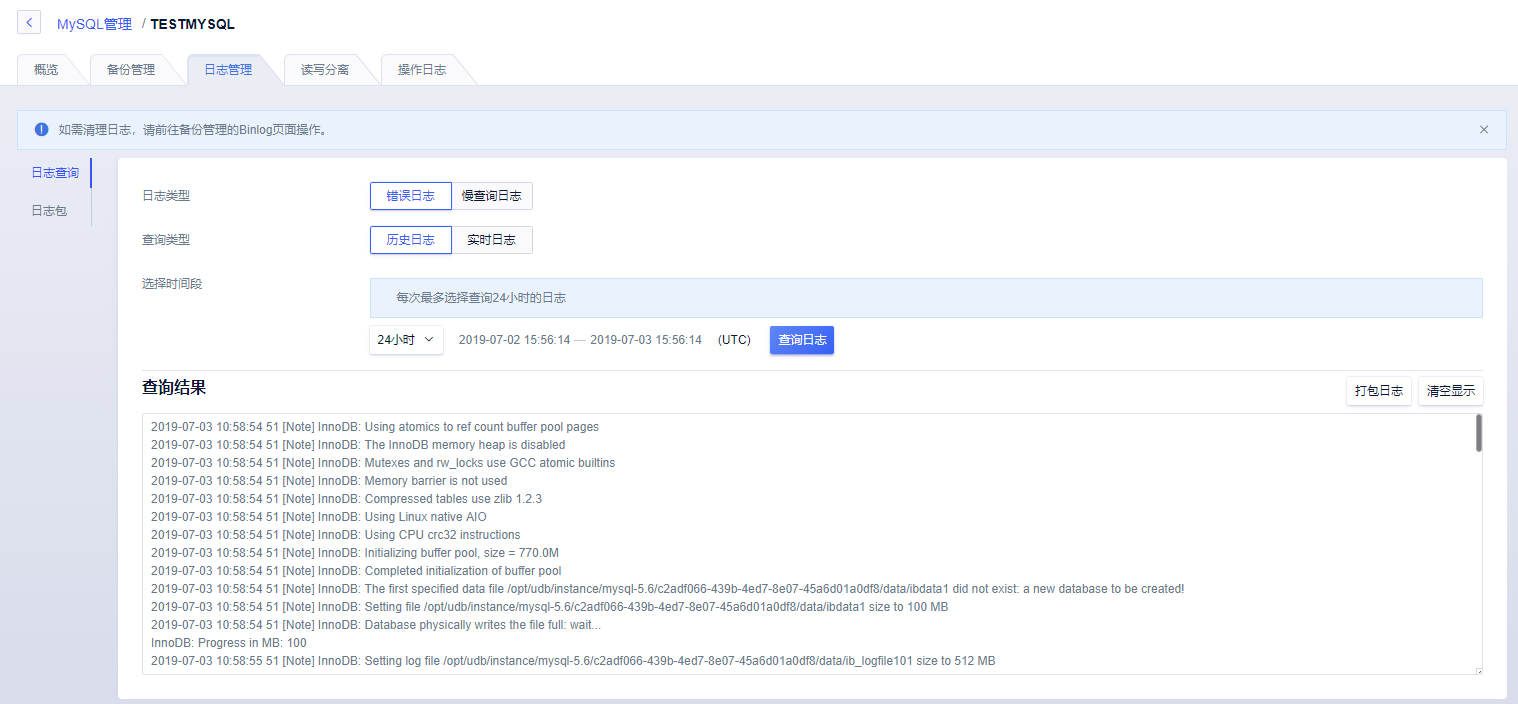 MySQL管理 / TESTMYSQL
概览 备份管理 日志管理 读写分离 操作日志
如需清理日志，请前往备份管理的Binlog页面操作。
日志查询
日志包
日志类型 错误日志 慢查询日志
查询类型 历史日志 实时日志
选择时间段 每次最多选择查询24小时的日志
24小时 2019-07-02 15:56:14 — 2019-07-03 15:56:14 (UTC) 查询日志
查询结果 打包日志 清空显示
2019-07-03 10:58:54 51 [Note] InnoDB: Using atomics to ref count buffer pool pages
2019-07-03 10:58:54 51 [Note] InnoDB: The InnoDB memory heap is disabled
2019-07-03 10:58:54 51 [Note] InnoDB: Mutexes and rw_locks use GCC atomic builtins
2019-07-03 10:58:54 51 [Note] InnoDB: Memory barrier is not used
2019-07-03 10:58:54 51 [Note] InnoDB: Compressed tables use zlib 1.2.3
2019-07-03 10:58:54 51 [Note] InnoDB: Using Linux native AIO
2019-07-03 10:58:54 51 [Note] InnoDB: Using CPU crc32 instructions
2019-07-03 10:58:54 51 [Note] InnoDB: Initializing buffer pool, size = 770.0M
2019-07-03 10:58:54 51 [Note] InnoDB: Completed initialization of buffer pool
2019-07-03 10:58:54 51 [Note] InnoDB: The first specified data file /opt/udb/instance/mysql-5.6/c2adf066-439b-4ed7-8e07-45a6d01a0df8/data/ibdata1 did not exist: a new database to be created!
2019-07-03 10:58:54 51 [Note] InnoDB: Setting file /opt/udb/instance/mysql-5.6/c2adf066-439b-4ed7-8e07-45a6d01a0df8/data/ibdata1 size to 100 MB
2019-07-03 10:58:54 51 [Note] InnoDB: Database physically writes the file full: wait...
InnoDB: Progress in MB: 100
2019-07-03 10:58:55 51 [Note] InnoDB: Setting log file /opt/udb/instance/mysql-5.6/c2adf066-439b-4ed7-8e07-45a6d01a0df8/data/ib_logfile101 size to 512 MB